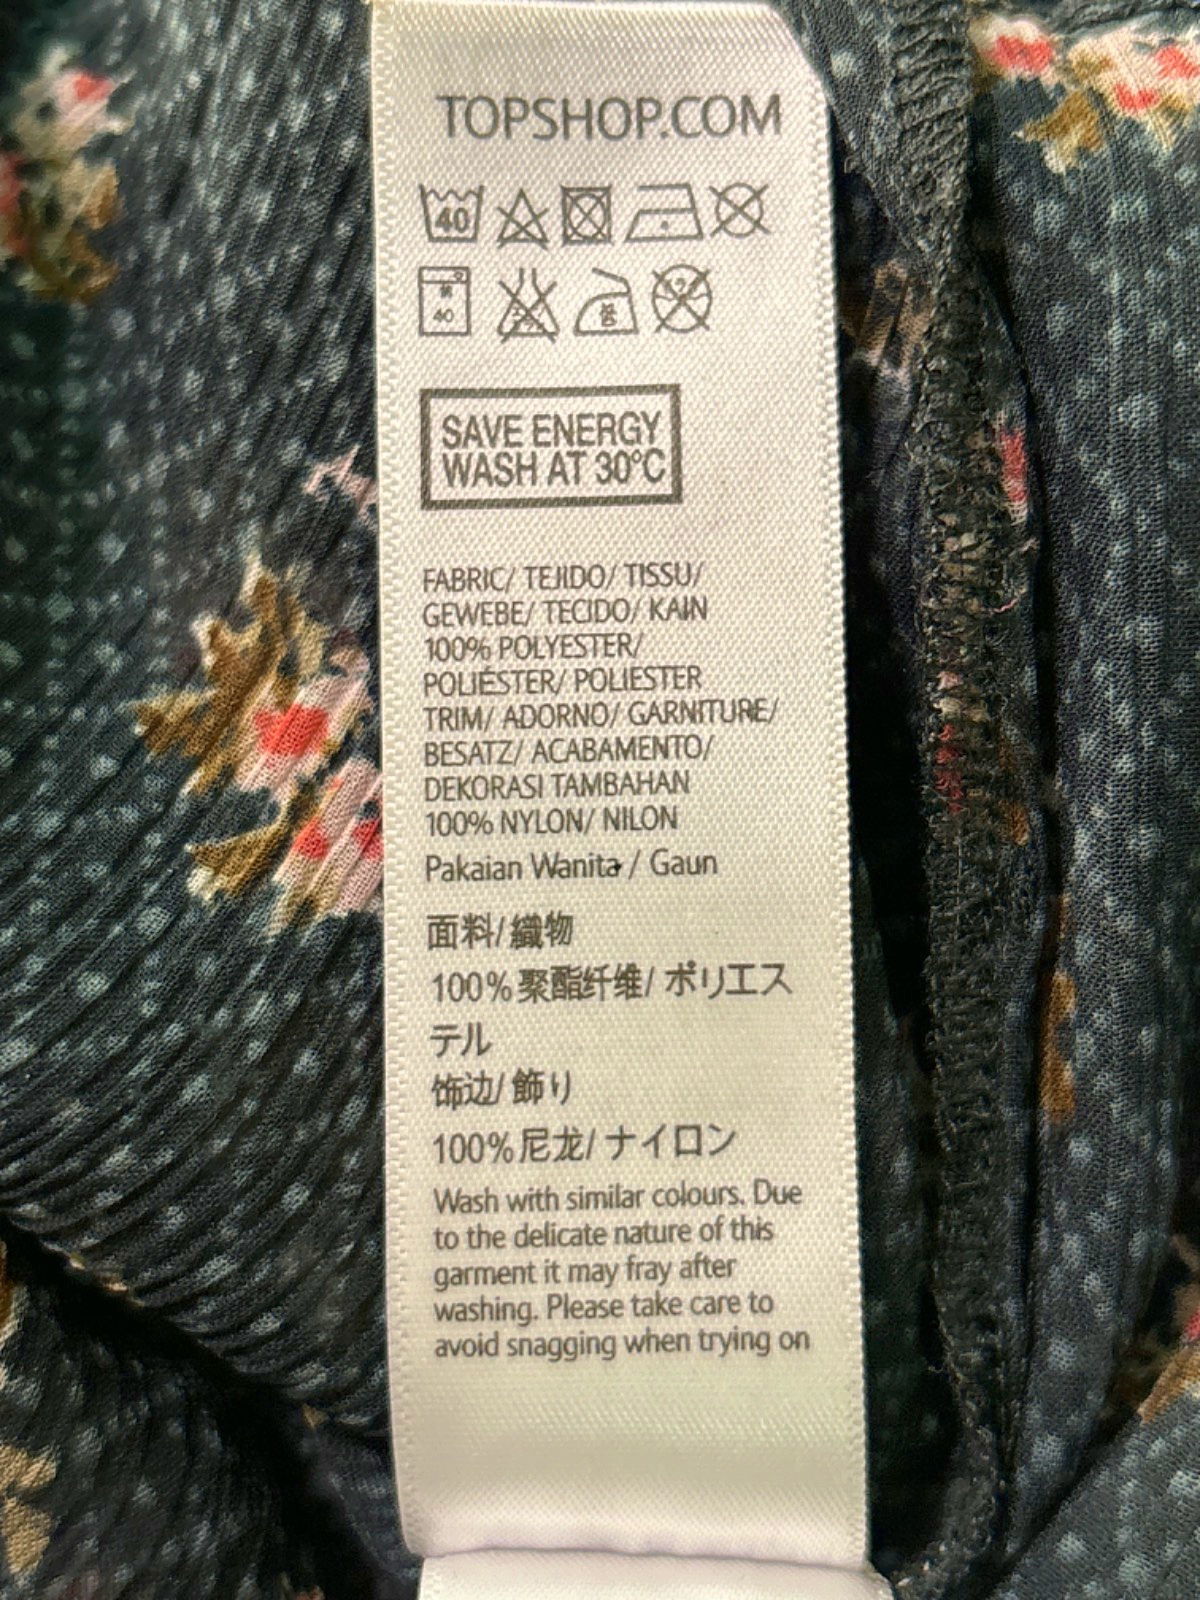 TOPSHOP.COM
40
40
SAVE ENERGY
WASH AT 30°C
FABRIC/ TEJIDO/ TISSU/
GEWEBE/ TECIDO/ KAIN
100% POLYESTER/
POLIÉSTER/ POLIESTER
TRIM/ ADORNO/ GARNITURE/
BESATZ/ ACABAMENTO/
DEKORASI TAMBAHAN
100% NYLON/ NILON
Pakaian Wanita / Gaun
面料/織物
100%聚酯纤维/ ポリエス
テル
饰边/飾り
100%尼龙/ナイロン
Wash with similar colours. Due
to the delicate nature of this
garment it may fray after
washing. Please take care to
avoid snagging when trying on